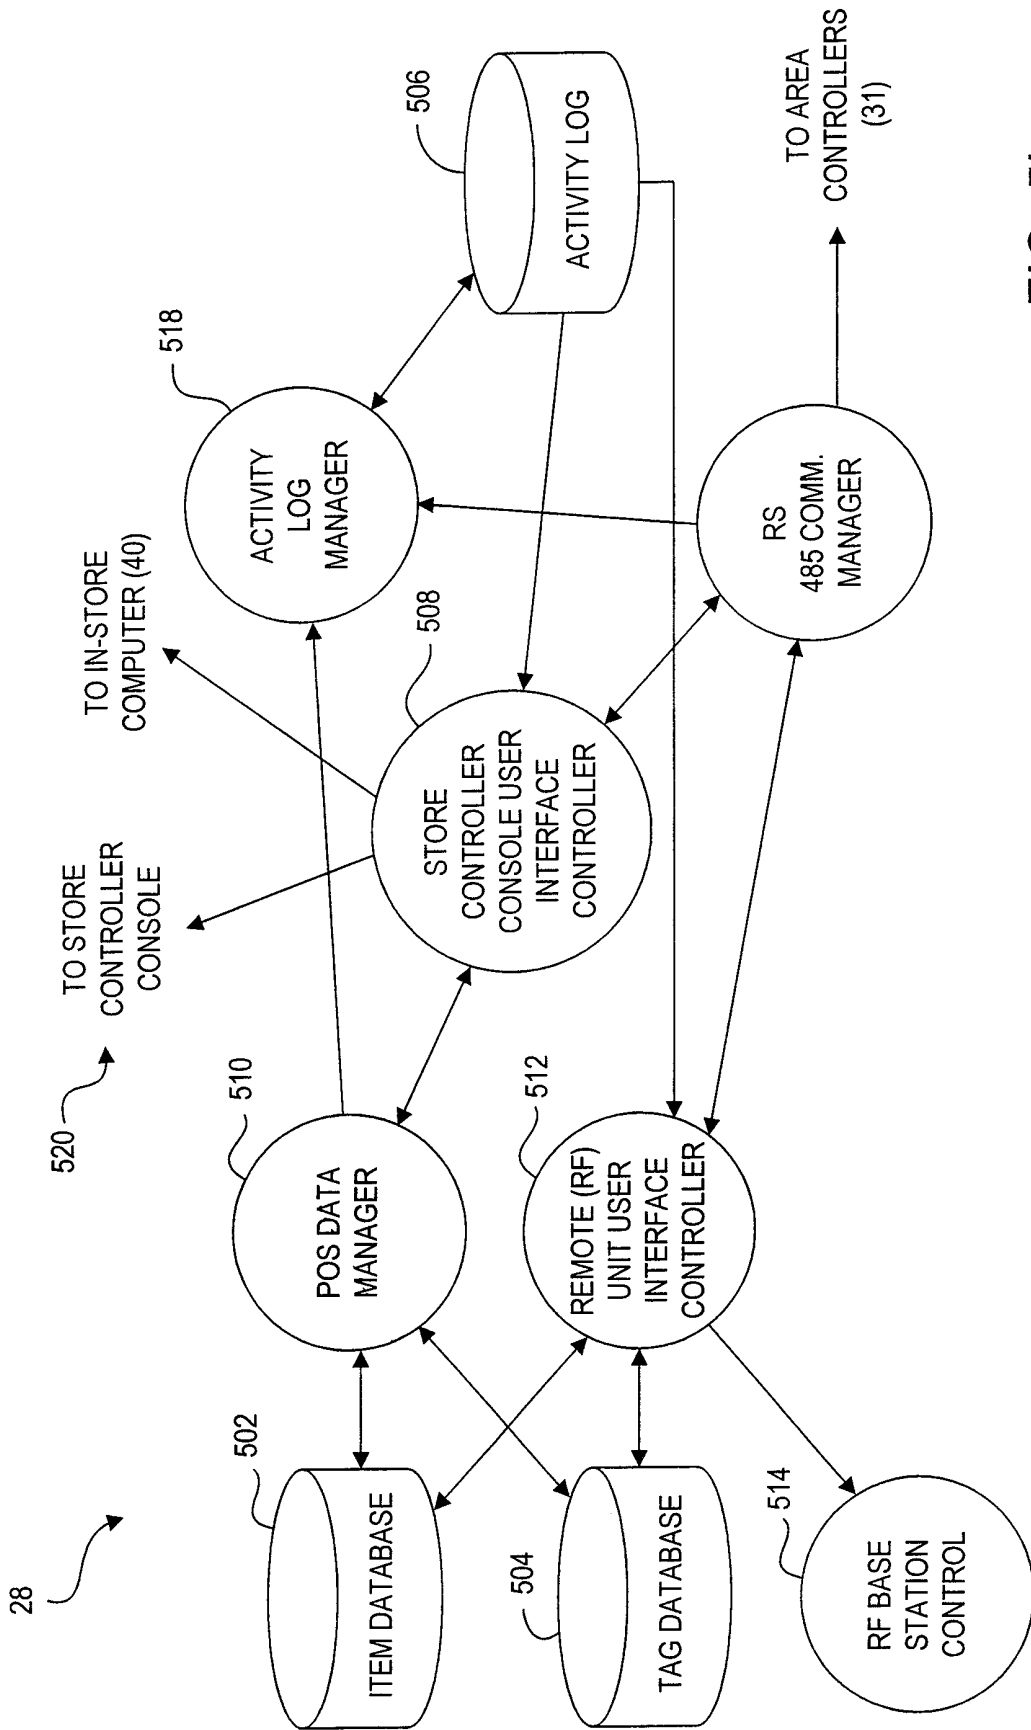 28
520
TO STORE
CONTROLLER
CONSOLE
TO IN-STORE
COMPUTER (40)
518
ACTIVITY
LOG
MANAGER
506
ACTIVITY LOG
502
ITEM DATABASE
510
POS DATA
MANAGER
508
STORE
CONTROLLER
CONSOLE USER
INTERFACE
CONTROLLER
504
TAG DATABASE
512
REMOTE (RF)
UNIT USER
INTERFACE
CONTROLLER
RS
485 COMM.
MANAGER
TO AREA
CONTROLLERS
(31)
514
RF BASE
STATION
CONTROL